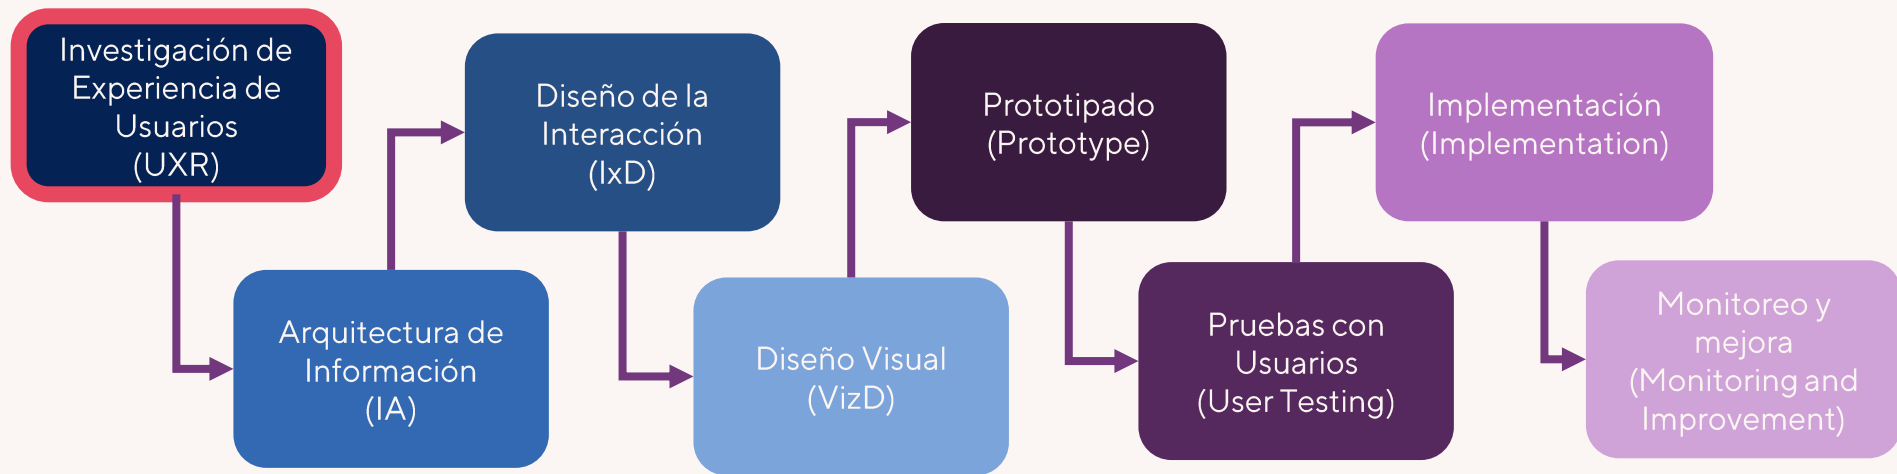 Investigación de
Experiencia de
Usuarios
(UXR)
Arquitectura de
Información
(IA)
Diseño de la
Interacción
(IxD)
Diseño Visual
(VizD)
Prototipado
(Prototype)
Pruebas con
Usuarios
(User Testing)
Implementación
(Implementation)
Monitoreo y
mejora
(Monitoring and
Improvement)